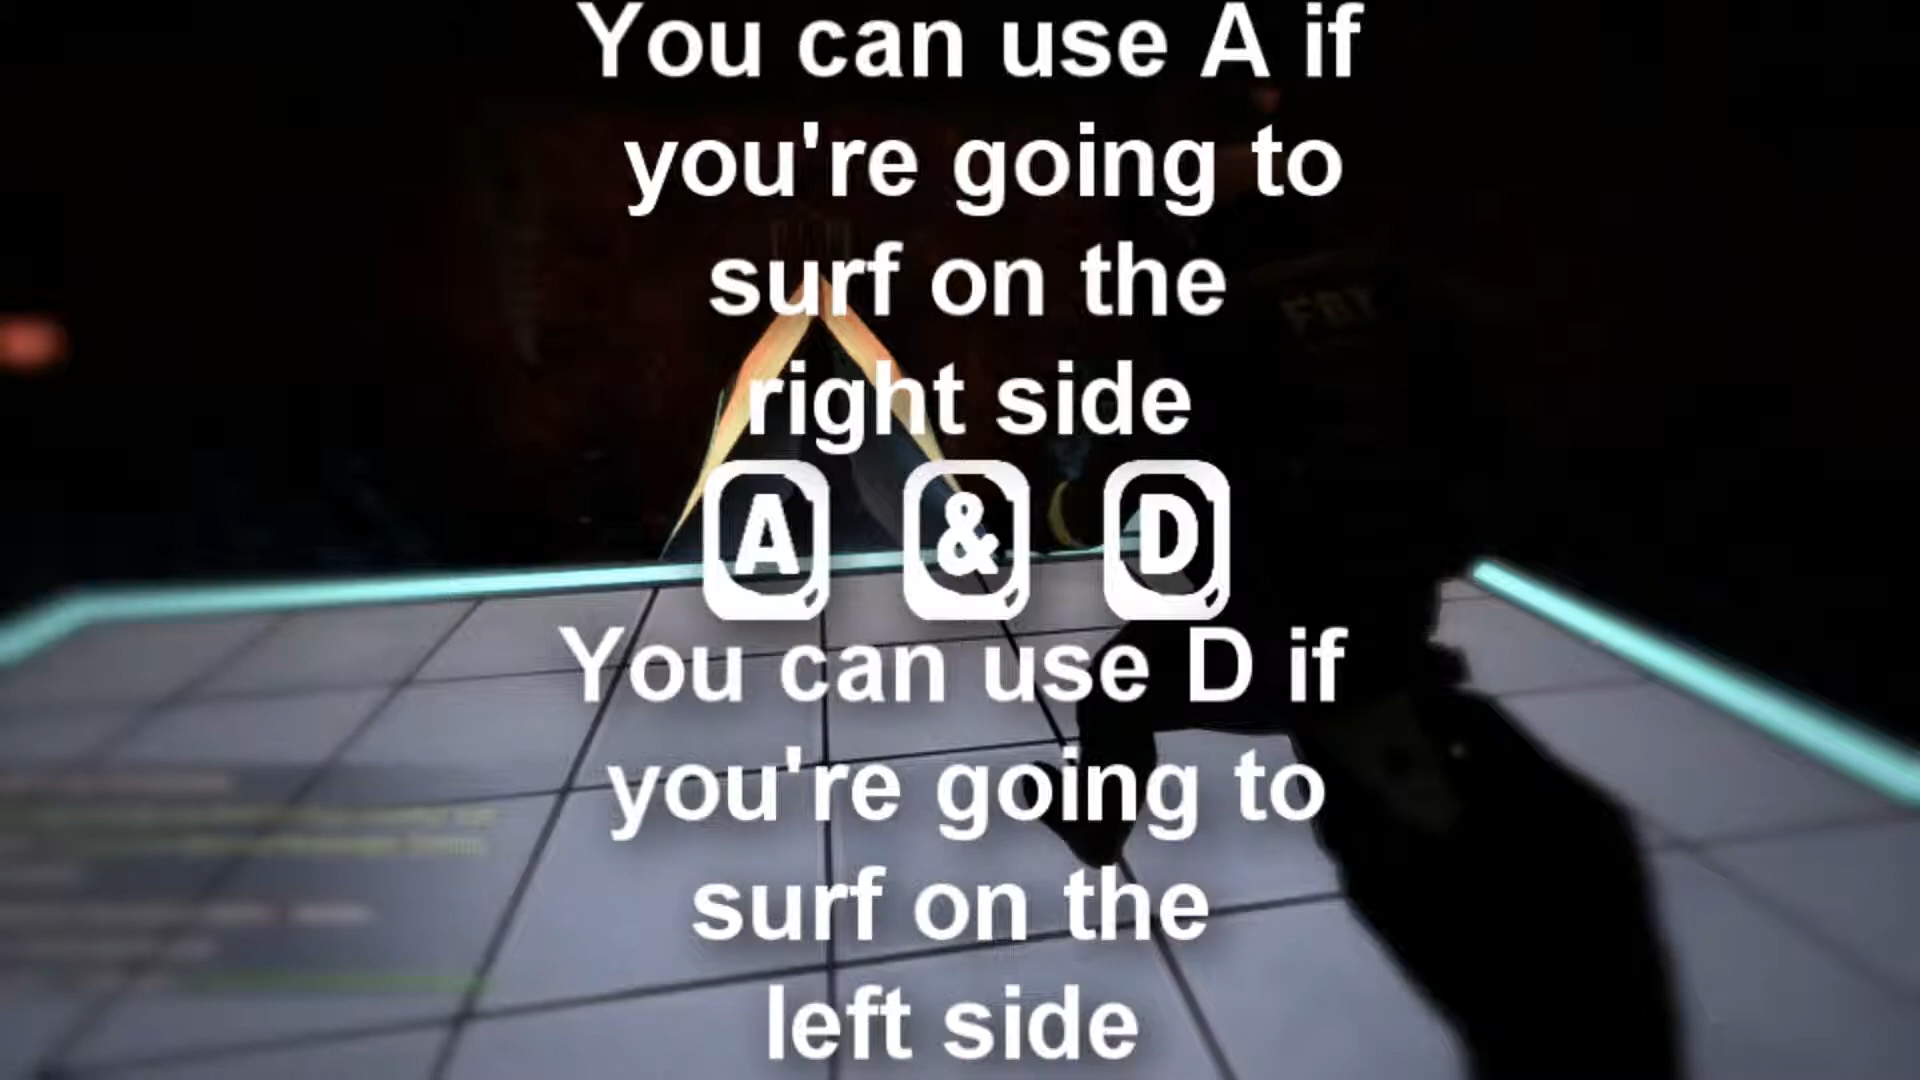 You can use A if
you're going to
surf on the
right side
A & D
You can use D if
you're going to
surf on the
left side